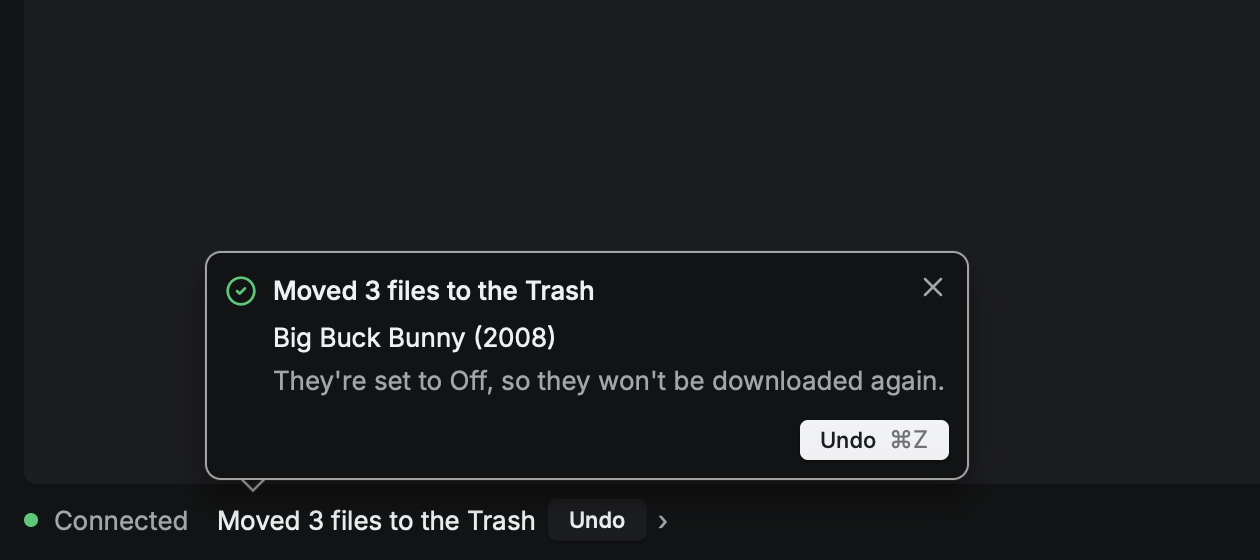 Moved 3 files to the Trash
Big Buck Bunny (2008)
They're set to Off, so they won't be downloaded again.
Undo ⌘Z
Connected Moved 3 files to the Trash Undo ›